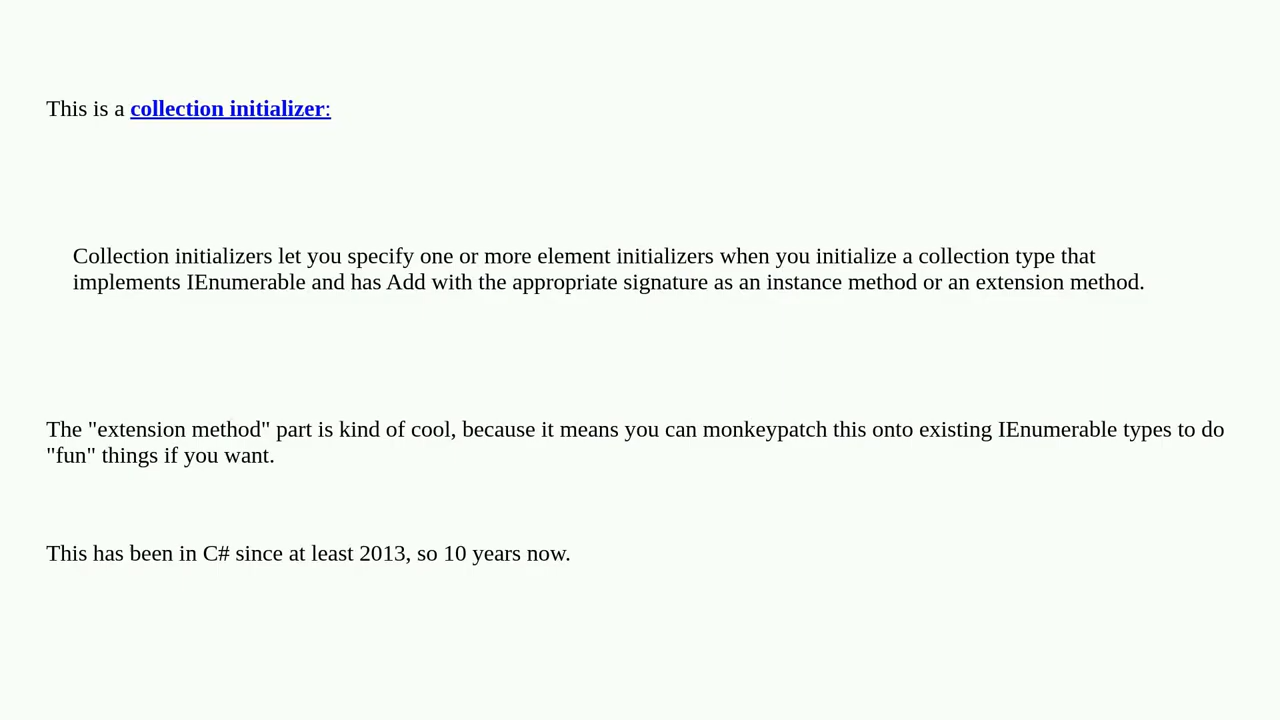 This is a collection initializer:
Collection initializers let you specify one or more element initializers when you initialize a collection type that
implements IEnumerable and has Add with the appropriate signature as an instance method or an extension method.
The "extension method" part is kind of cool, because it means you can monkeypatch this onto existing IEnumerable types to do
"fun" things if you want.
This has been in C# since at least 2013, so 10 years now.